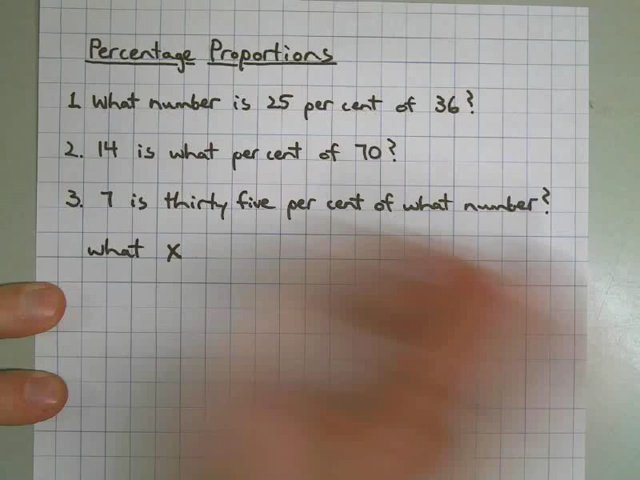 Percentage Proportions
1. What number is 25 per cent of 36?
2. 14 is what per cent of 70?
3. 7 is thirty five per cent of what number?
what x